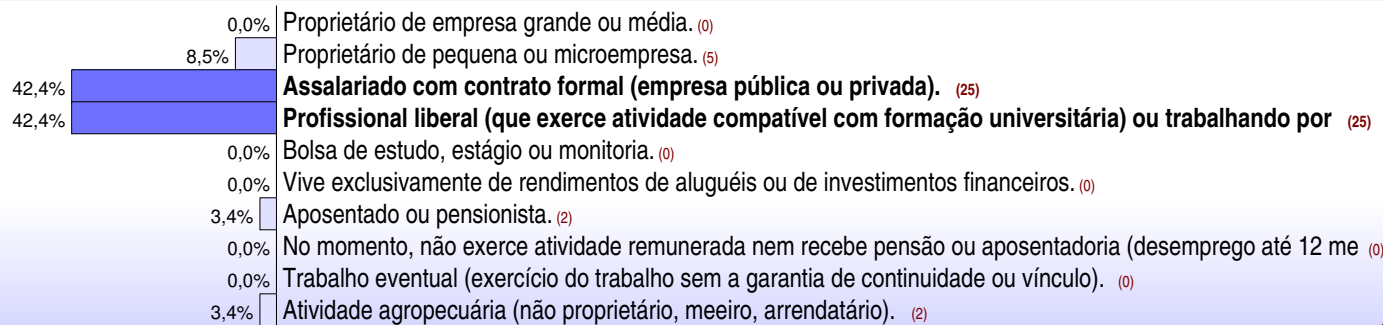 0,0% Proprietário de empresa grande ou média. (0)
8,5% Proprietário de pequena ou microempresa. (5)
42,4% Assalariado com contrato formal (empresa pública ou privada). (25)
42,4% Profissional liberal (que exerce atividade compatível com formação universitária) ou trabalhando por (25)
0,0% Bolsa de estudo, estágio ou monitoria. (0)
0,0% Vive exclusivamente de rendimentos de aluguéis ou de investimentos financeiros. (0)
3,4% Aposentado ou pensionista. (2)
0,0% No momento, não exerce atividade remunerada nem recebe pensão ou aposentadoria (desemprego até 12 me (0)
0,0% Trabalho eventual (exercício do trabalho sem a garantia de continuidade ou vínculo). (0)
3,4% Atividade agropecuária (não proprietário, meeiro, arrendatário). (2)